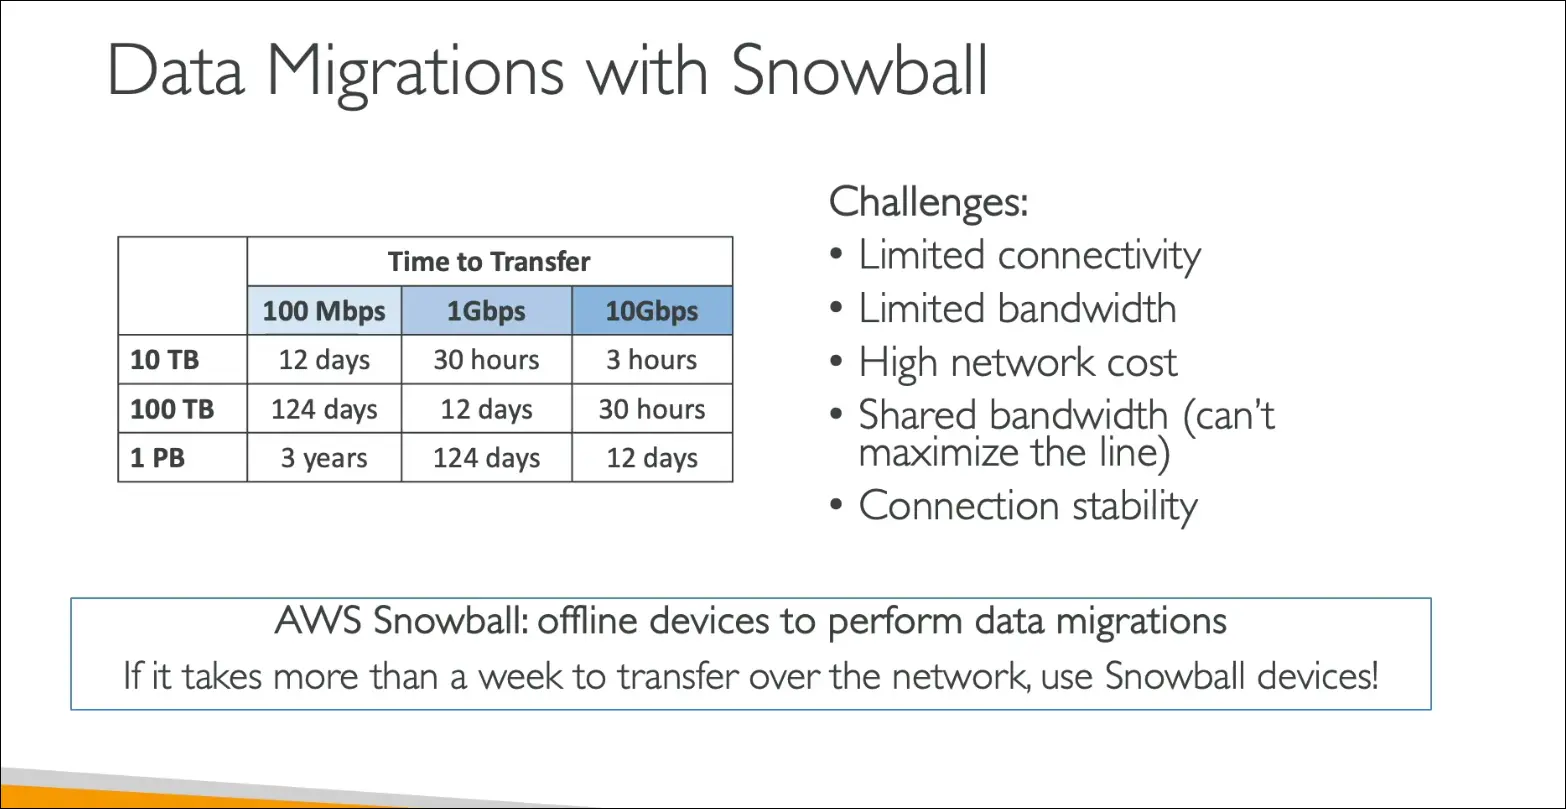 Data Migrations with Snowball
Time to Transfer
100 Mbps 1Gbps 10Gbps
10 TB 12 days 30 hours 3 hours
100 TB 124 days 12 days 30 hours
1 PB 3 years 124 days 12 days
Challenges:
• Limited connectivity
• Limited bandwidth
• High network cost
• Shared bandwidth (can’t
maximize the line)
• Connection stability
AWS Snowball: offline devices to perform data migrations
If it takes more than a week to transfer over the network, use Snowball devices!